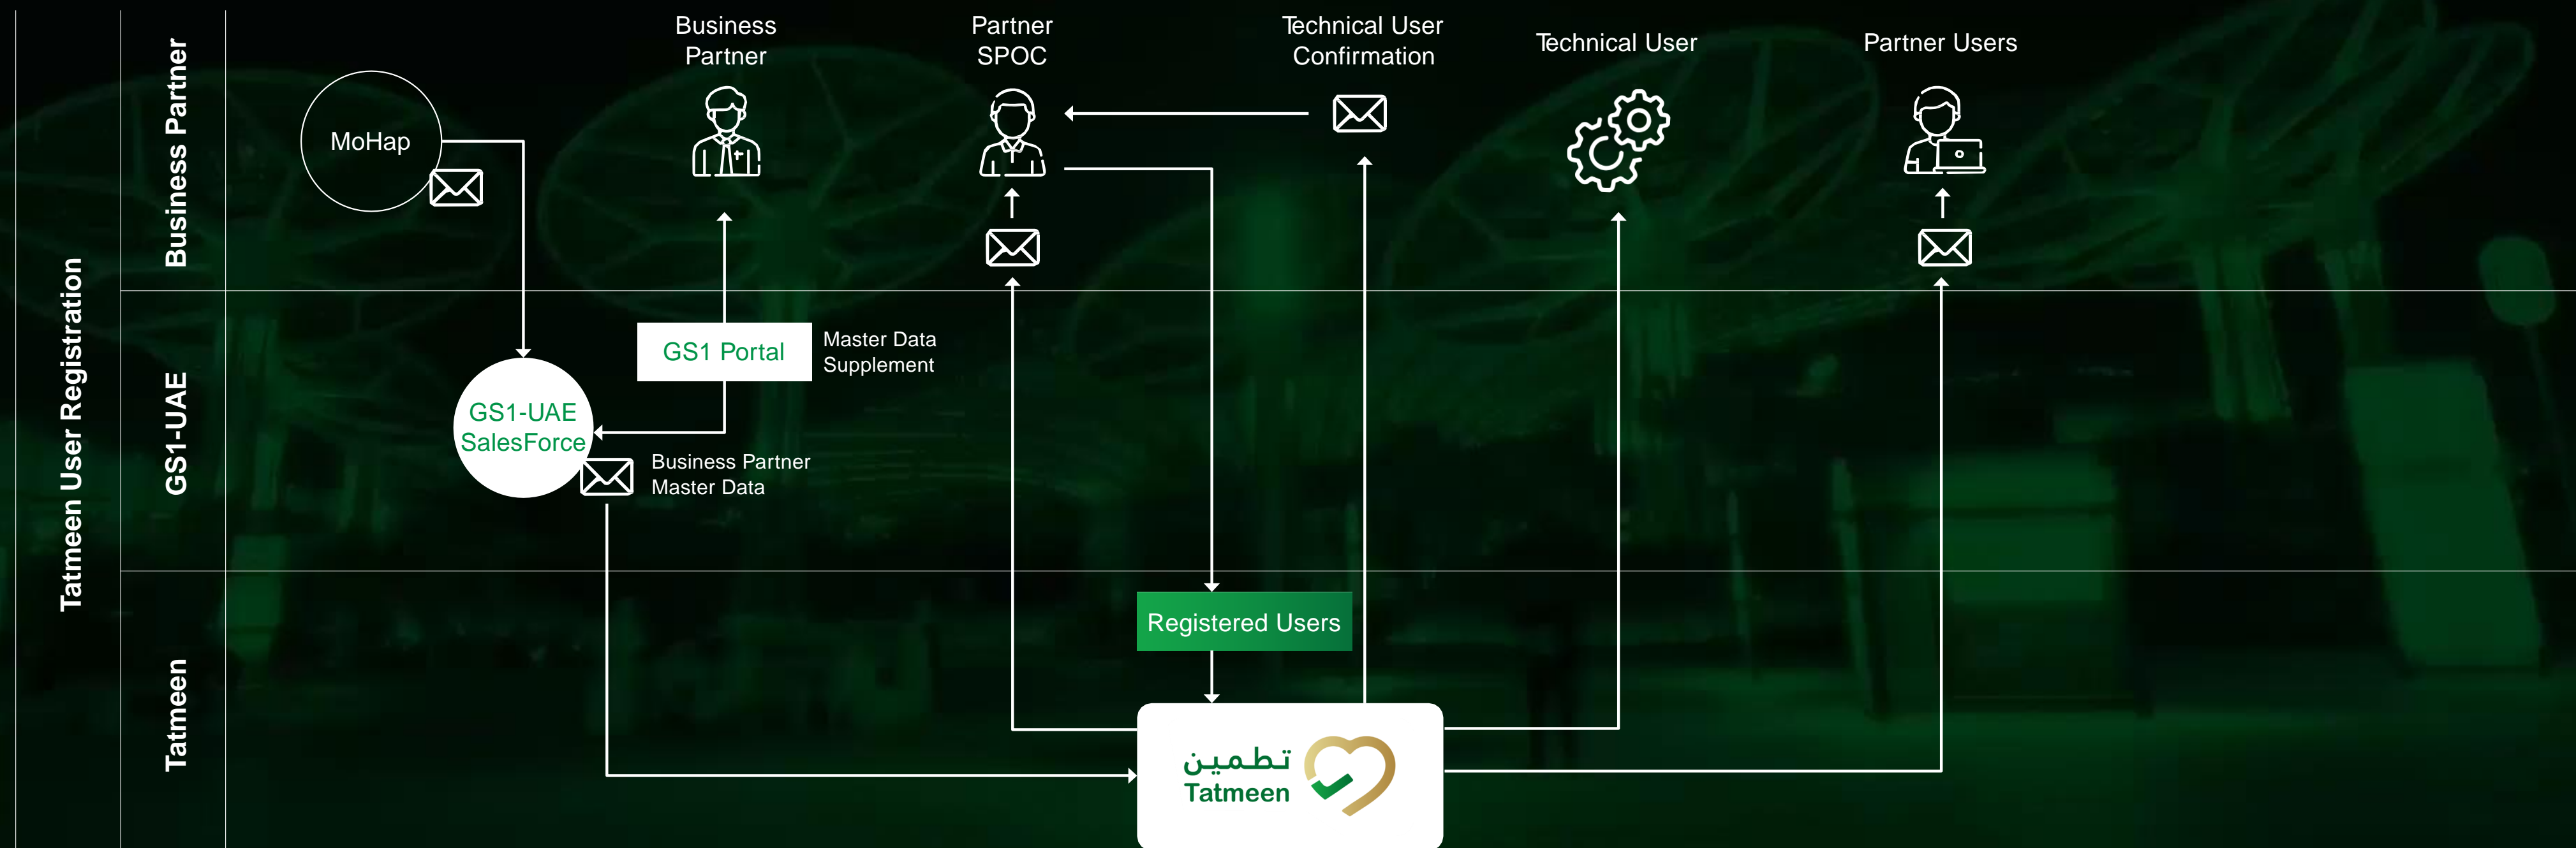 Tatmeen User Registration
Business Partner
GS1-UAE
Tatmeen
MoHap
Business
Partner
Partner
SPOC
Technical User
Confirmation
Technical User
Partner Users
GS1 Portal
Master Data
Supplement
GS1-UAE
SalesForce
Business Partner
Master Data
Registered Users
تطمين
Tatmeen